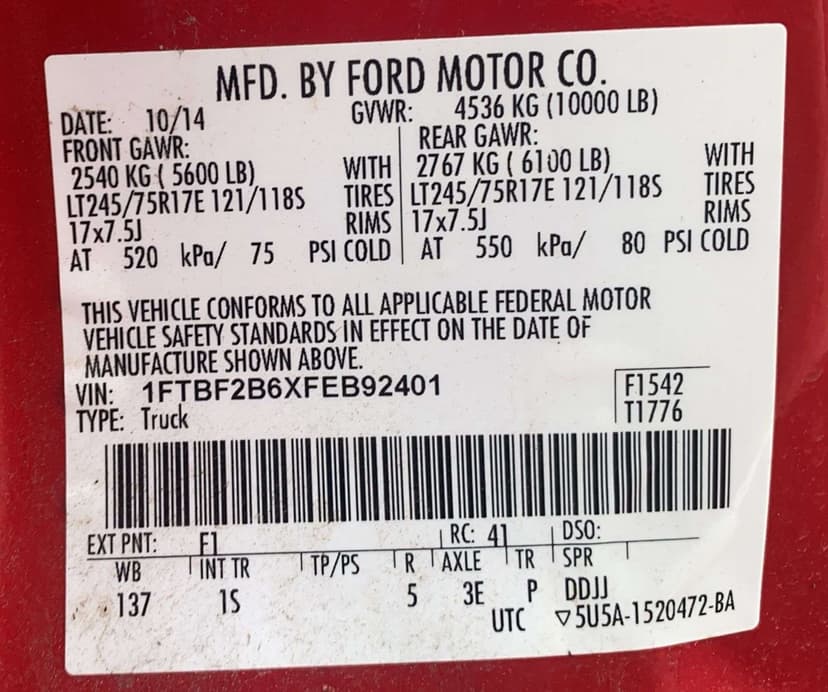 MFD. BY FORD MOTOR CO.
DATE: 10/14 GVWR: 4536 KG (10000 LB)
FRONT GAWR: REAR GAWR:
2540 KG ( 5600 LB) WITH 2767 KG ( 6100 LB) WITH
LT245/75R17E 121/118S TIRES LT245/75R17E 121/118S TIRES
17x7.5J RIMS 17x7.5J RIMS
AT 520 kPa/ 75 PSI COLD AT 550 kPa/ 80 PSI COLD
THIS VEHICLE CONFORMS TO ALL APPLICABLE FEDERAL MOTOR
VEHICLE SAFETY STANDARDS IN EFFECT ON THE DATE OF
MANUFACTURE SHOWN ABOVE.
VIN: 1FTBF2B6XFEB92401 F1542
TYPE: Truck T1776
EXT PNT: F1 RC: 41 DSO:
WB INT TR TP/PS R AXLE TR SPR
137 1S 5 3E P DDJJ
UTC ▽5U5A-1520472-BA